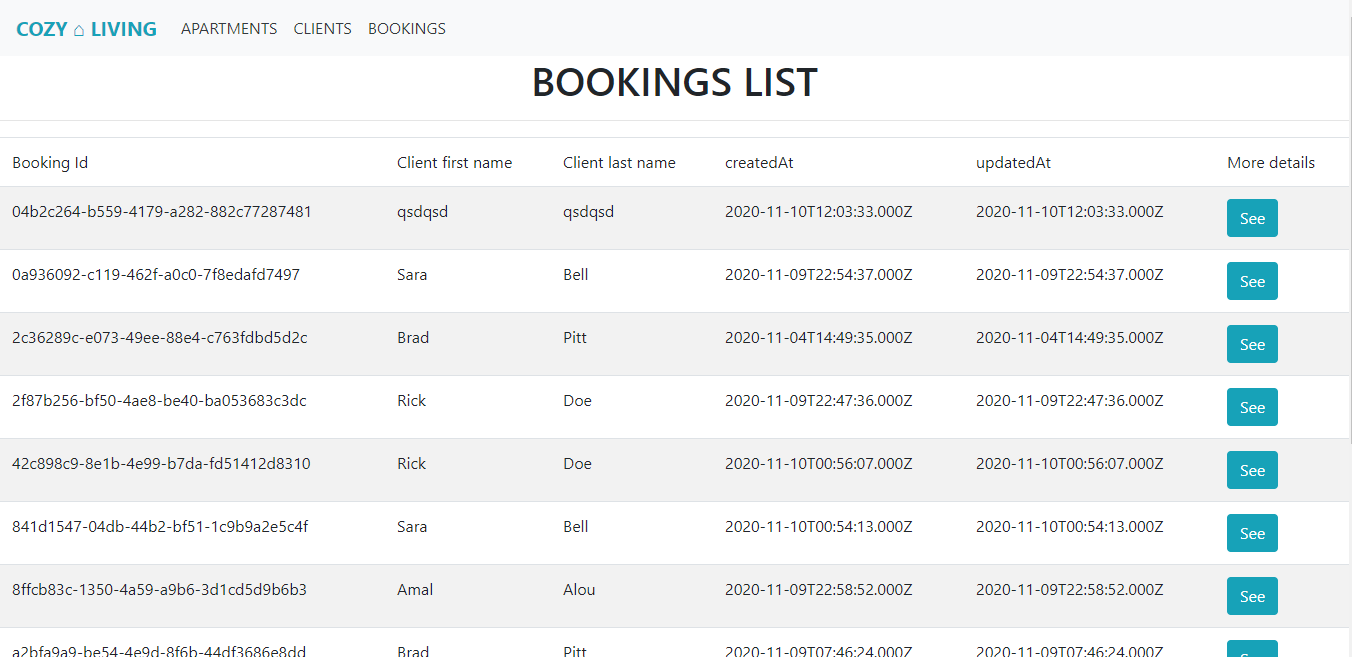 COZY ⌂ LIVING APARTMENTS CLIENTS BOOKINGS
BOOKINGS LIST
Booking Id Client first name Client last name createdAt updatedAt More details
04b2c264-b559-4179-a282-882c77287481 qsdqsd qsdqsd 2020-11-10T12:03:33.000Z 2020-11-10T12:03:33.000Z See
0a936092-c119-462f-a0c0-7f8edafd7497 Sara Bell 2020-11-09T22:54:37.000Z 2020-11-09T22:54:37.000Z See
2c36289c-e073-49ee-88e4-c763fdbd5d2c Brad Pitt 2020-11-04T14:49:35.000Z 2020-11-04T14:49:35.000Z See
2f87b256-bf50-4ae8-be40-ba053683c3dc Rick Doe 2020-11-09T22:47:36.000Z 2020-11-09T22:47:36.000Z See
42c898c9-8e1b-4e99-b7da-fd51412d8310 Rick Doe 2020-11-10T00:56:07.000Z 2020-11-10T00:56:07.000Z See
841d1547-04db-44b2-bf51-1c9b9a2e5c4f Sara Bell 2020-11-10T00:54:13.000Z 2020-11-10T00:54:13.000Z See
8ffcb83c-1350-4a59-a9b6-3d1cd5d9b6b3 Amal Alou 2020-11-09T22:58:52.000Z 2020-11-09T22:58:52.000Z See
a2bfa9a9-be54-4e9d-8f6b-44df3686e8dd Brad Pitt 2020-11-09T07:46:24.000Z 2020-11-09T07:46:24.000Z See